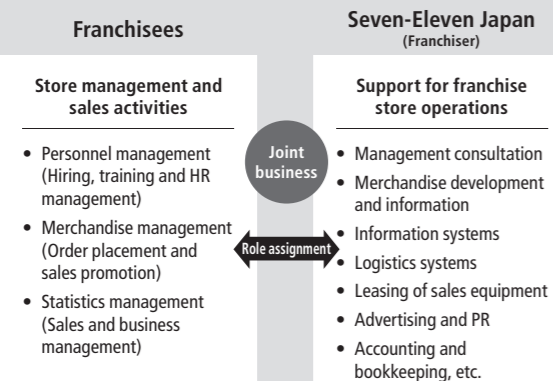 Franchisees
Store management and
sales activities
• Personnel management
(Hiring, training and HR
management)
• Merchandise management
(Order placement and
sales promotion)
• Statistics management
(Sales and business
management)
Joint
business
Role assignment
Seven-Eleven Japan
(Franchiser)
Support for franchise
store operations
• Management consultation
• Merchandise development
and information
• Information systems
• Logistics systems
• Leasing of sales equipment
• Advertising and PR
• Accounting and
bookkeeping, etc.